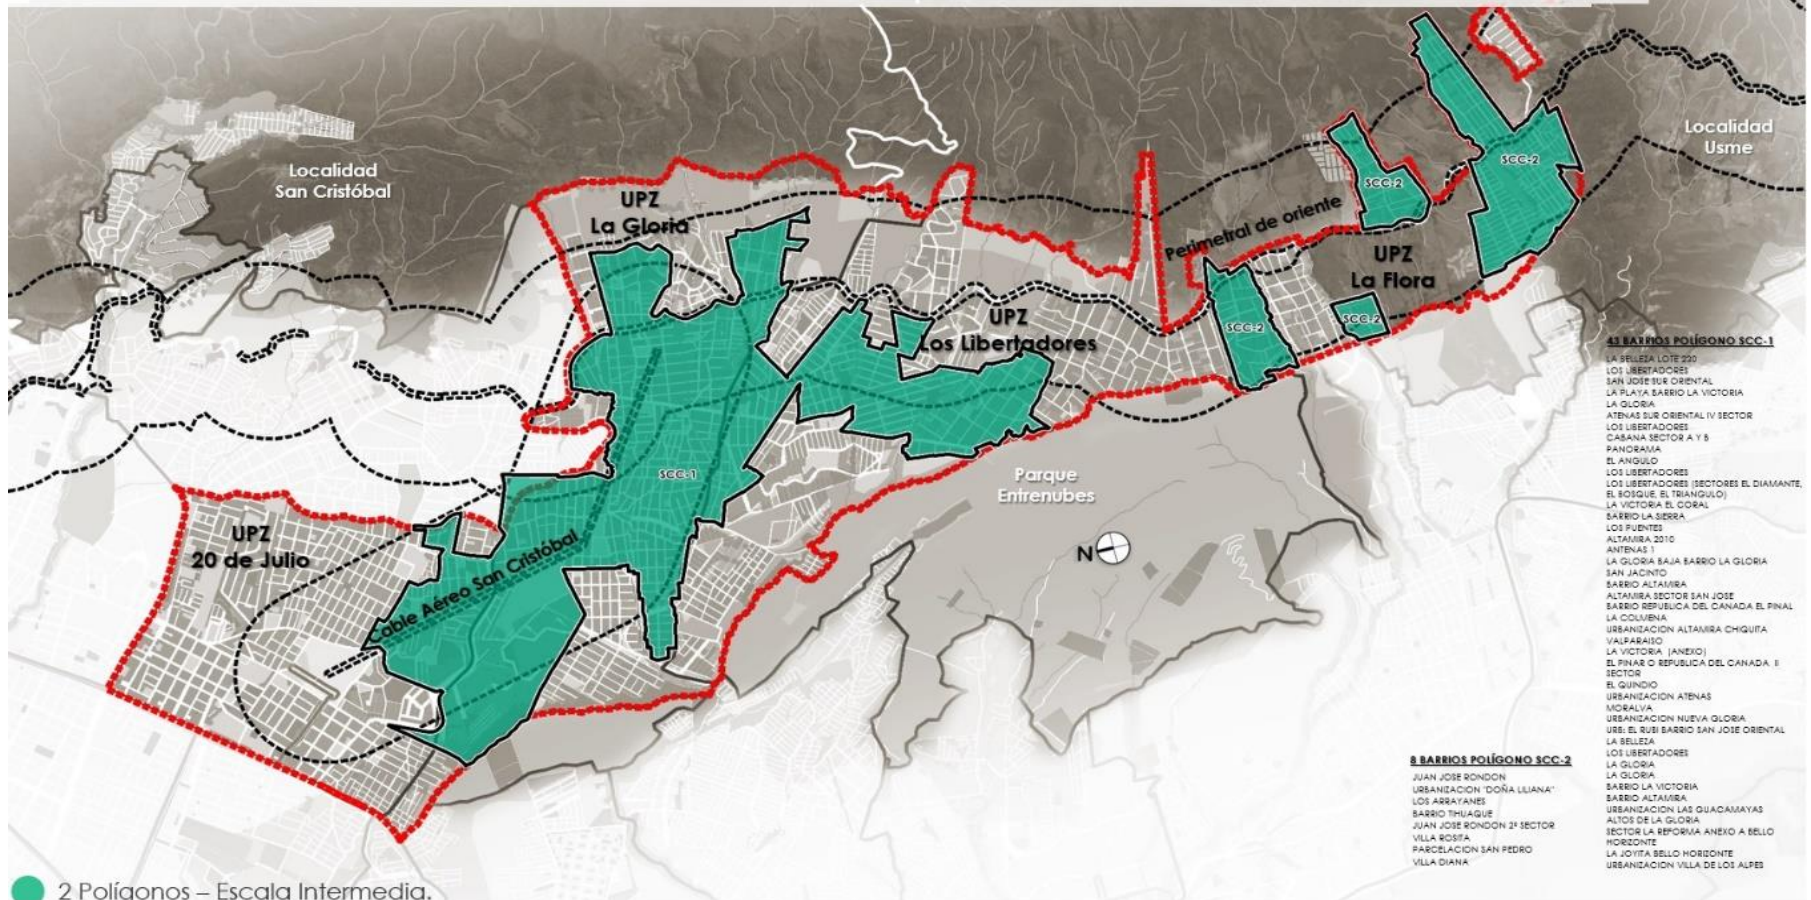 Localidad
San Cristóbal
UPZ
La Gloria
Perimetral de oriente
SCC-2
SCC-2
Localidad
Usme
UPZ
La Flora
UPZ
Los Libertadores
SCC-2
SCC-2
SCC-1
Parque
Entrenubes
N
UPZ
20 de Julio
Cable Aéreo San Cristóbal
43 BARRIOS POLÍGONO SCC-1
LA BELLEZA LOTE 230
LOS LIBERTADORES
SAN JOSE SUR ORIENTAL
LA PLAYA BARRIO LA VICTORIA
LA GLORIA
ATENAS SUR ORIENTAL IV SECTOR
LOS LIBERTADORES
CABANA SECTOR A Y B
PANORAMA
EL ANGULO
LOS LIBERTADORES
LOS LIBERTADORES (SECTORES EL DIAMANTE,
EL BOSQUE, EL TRIANGULO)
LA VICTORIA EL CORAL
BARRIO LA SIERRA
LOS PUENTES
ALTAMIRA 2010
ANTENAS 1
LA GLORIA BAJA BARRIO LA GLORIA
SAN JACINTO
BARRIO ALTAMIRA
ALTAMIRA SECTOR SAN JOSE
BARRIO REPUBLICA DEL CANADA EL PINAL
LA COLMENA
URBANIZACION ALTAMIRA CHIQUITA
VALPARAISO
LA VICTORIA (ANEXO)
EL PINAR O REPUBLICA DEL CANADA II
SECTOR
EL QUINDIO
URBANIZACION ATENAS
MORALVA
URBANIZACION NUEVA GLORIA
URB: EL RUBI BARRIO SAN JOSE ORIENTAL
LA BELLEZA
LOS LIBERTADORES
LA GLORIA
LA GLORIA
BARRIO LA VICTORIA
BARRIO ALTAMIRA
URBANIZACION LAS GUACAMAYAS
ALTOS DE LA GLORIA
SECTOR LA REFORMA ANEXO A BELLO
HORIZONTE
LA JOYITA BELLO HORIZONTE
URBANIZACION VILLA DE LOS ALPES
8 BARRIOS POLÍGONO SCC-2
JUAN JOSE RONDON
URBANIZACION "DOÑA LILIANA"
LOS ARRAYANES
BARRIO TIHUAQUE
JUAN JOSE RONDON 2º SECTOR
VILLA ROSITA
PARCELACION SAN PEDRO
VILLA DIANA
2 Polígonos – Escala Intermedia.